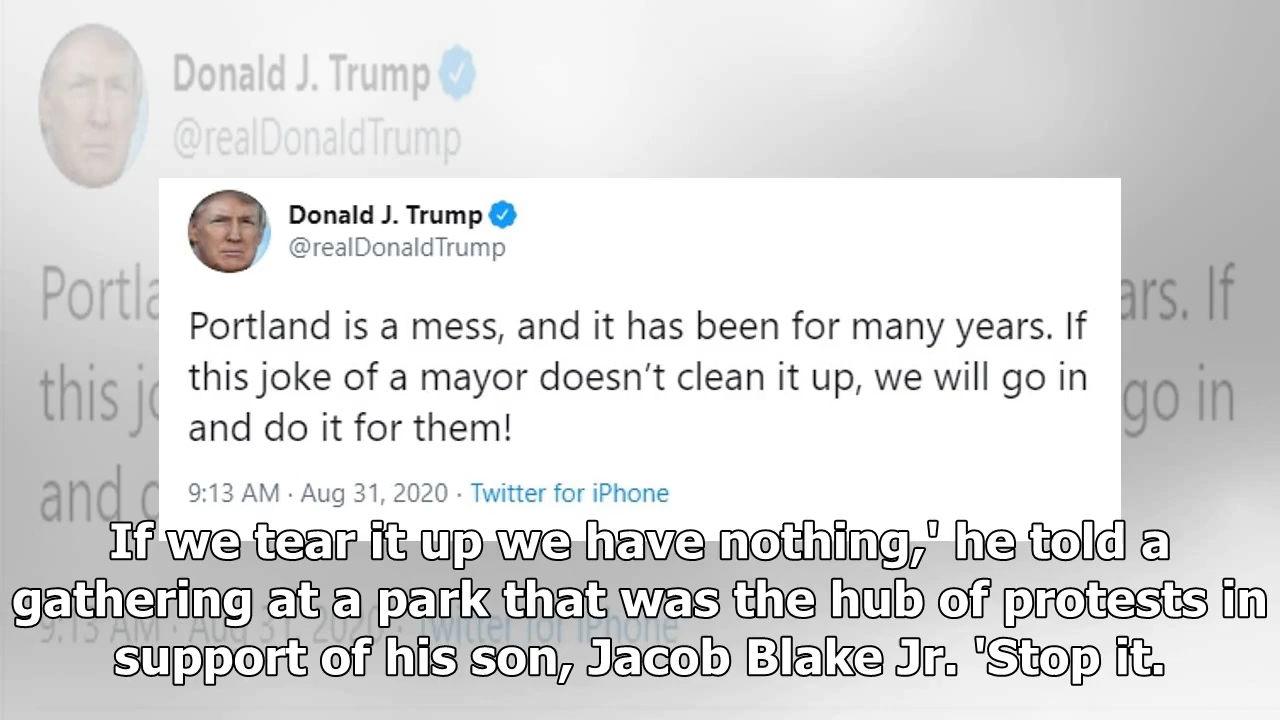 Donald J. Trump
@realDonaldTrump
Donald J. Trump
@realDonaldTrump
Portland is a mess, and it has been for many years. If
this joke of a mayor doesn’t clean it up, we will go in
and do it for them!
9:13 AM · Aug 31, 2020 · Twitter for iPhone
If we tear it up we have nothing,' he told a
gathering at a park that was the hub of protests in
support of his son, Jacob Blake Jr. 'Stop it.